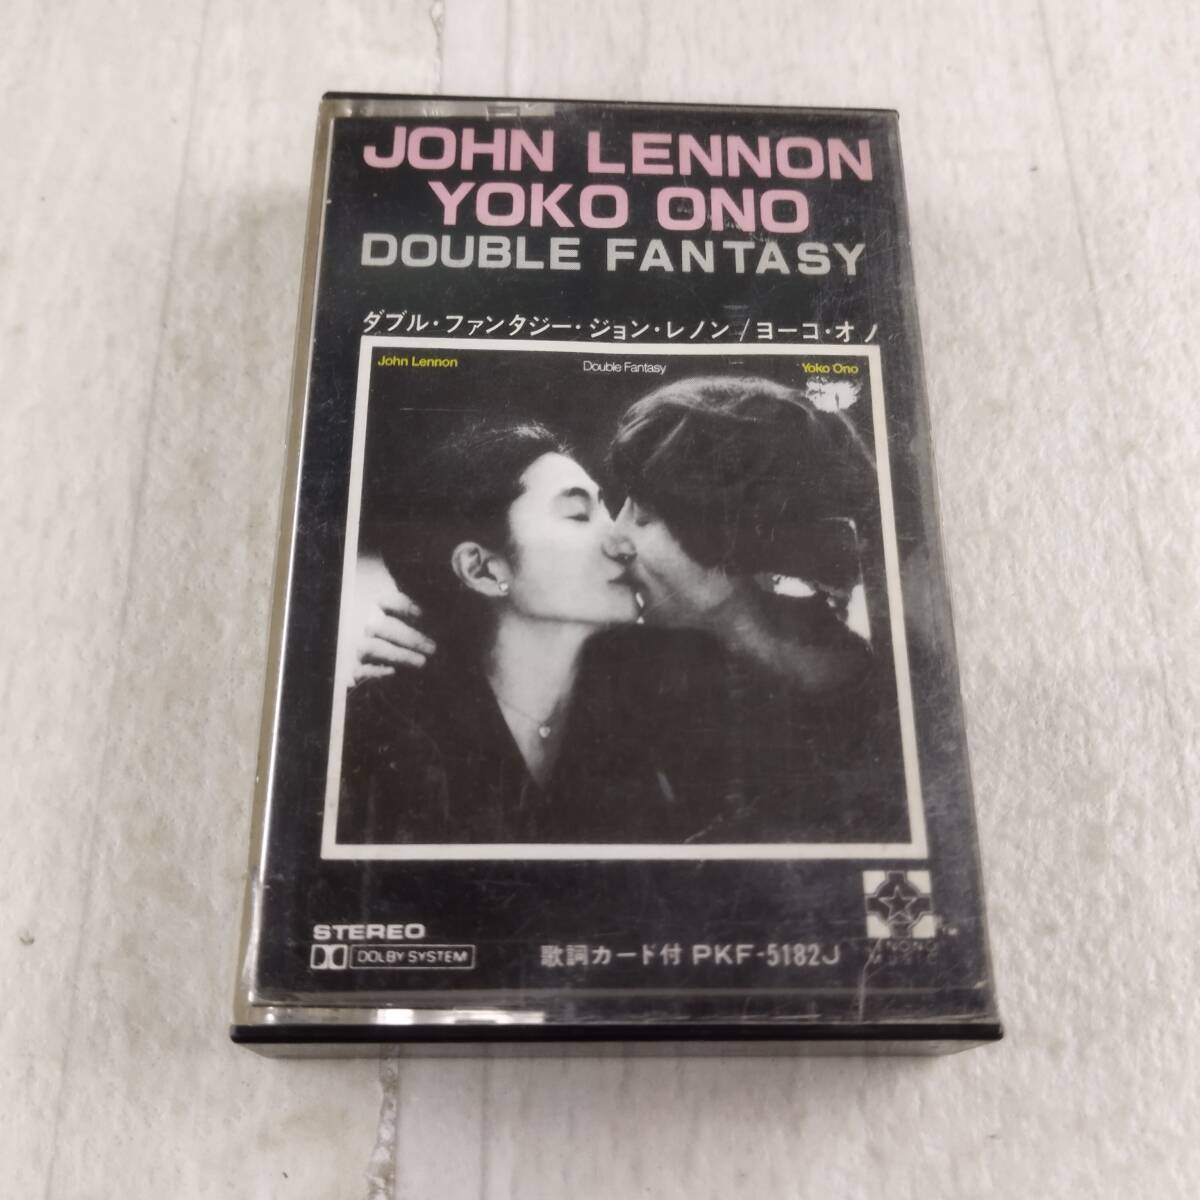 JOHN LENNON
YOKO ONO
DOUBLE FANTASY
ダブル・ファンタジー・ジョン・レノン/ヨーコ・オノ
John Lennon Double Fantasy Yoko Ono
STEREO
DOLBY SYSTEM 歌詞カード付 PKF-5182J
LENONO™
MUSIC